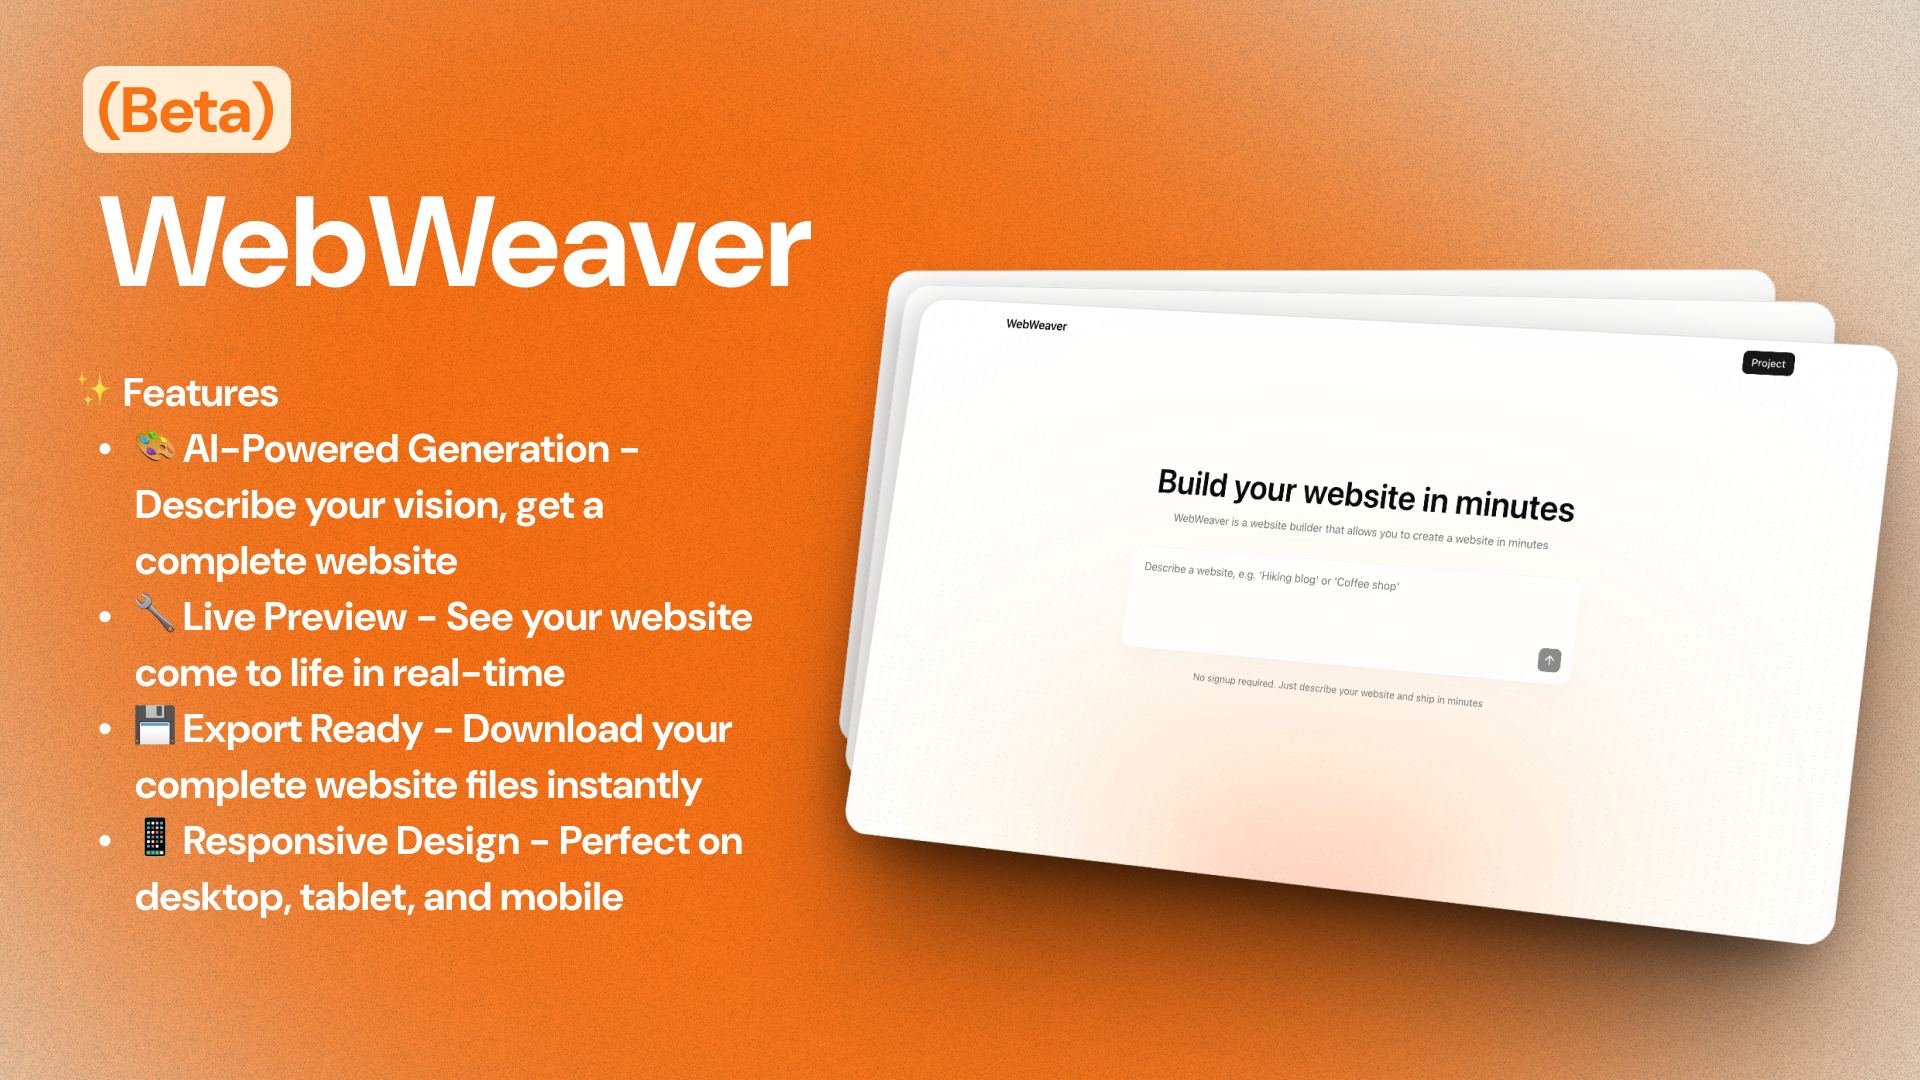 (Beta)
WebWeaver
✨ Features
• 🎨 AI-Powered Generation -
Describe your vision, get a
complete website
• 🔧 Live Preview - See your website
come to life in real-time
• 💾 Export Ready - Download your
complete website files instantly
• 📱 Responsive Design - Perfect on
desktop, tablet, and mobile
WebWeaver
Project
Build your website in minutes
WebWeaver is a website builder that allows you to create a website in minutes
Describe a website, e.g. 'Hiking blog' or 'Coffee shop'
No signup required. Just describe your website and ship in minutes